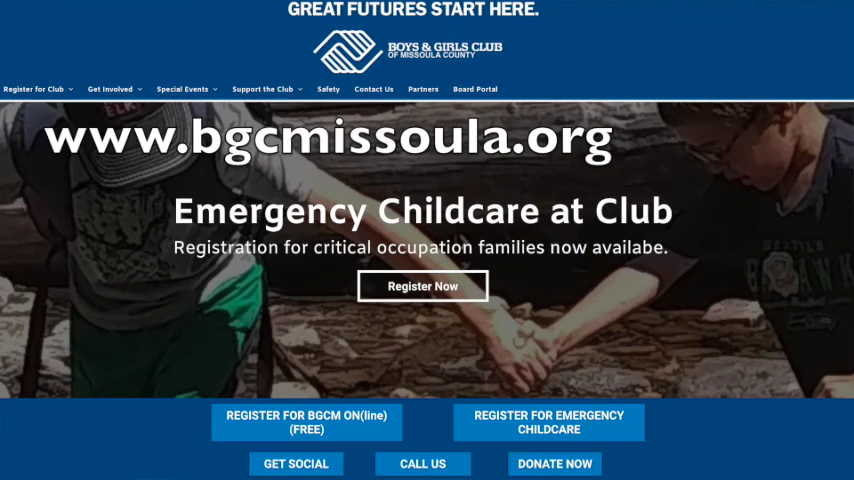 GREAT FUTURES START HERE.
BOYS & GIRLS CLUB
OF MISSOULA COUNTY
Register for Club Get Involved Special Events Support the Club Safety Contact Us Partners Board Portal
www.bgcmissoula.org
Emergency Childcare at Club
Registration for critical occupation families now availabe.
Register Now
REGISTER FOR BGCM ON(line)
(FREE)
REGISTER FOR EMERGENCY
CHILDCARE
GET SOCIAL
CALL US
DONATE NOW